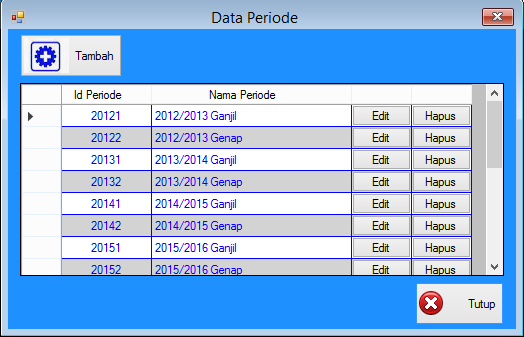 Data Periode
Tambah
Id Periode Nama Periode
20121 2012/2013 Ganjil Edit Hapus
20122 2012/2013 Genap Edit Hapus
20131 2013/2014 Ganjil Edit Hapus
20132 2013/2014 Genap Edit Hapus
20141 2014/2015 Ganjil Edit Hapus
20142 2014/2015 Genap Edit Hapus
20151 2015/2016 Ganjil Edit Hapus
20152 2015/2016 Genap Edit Hapus
Tutup